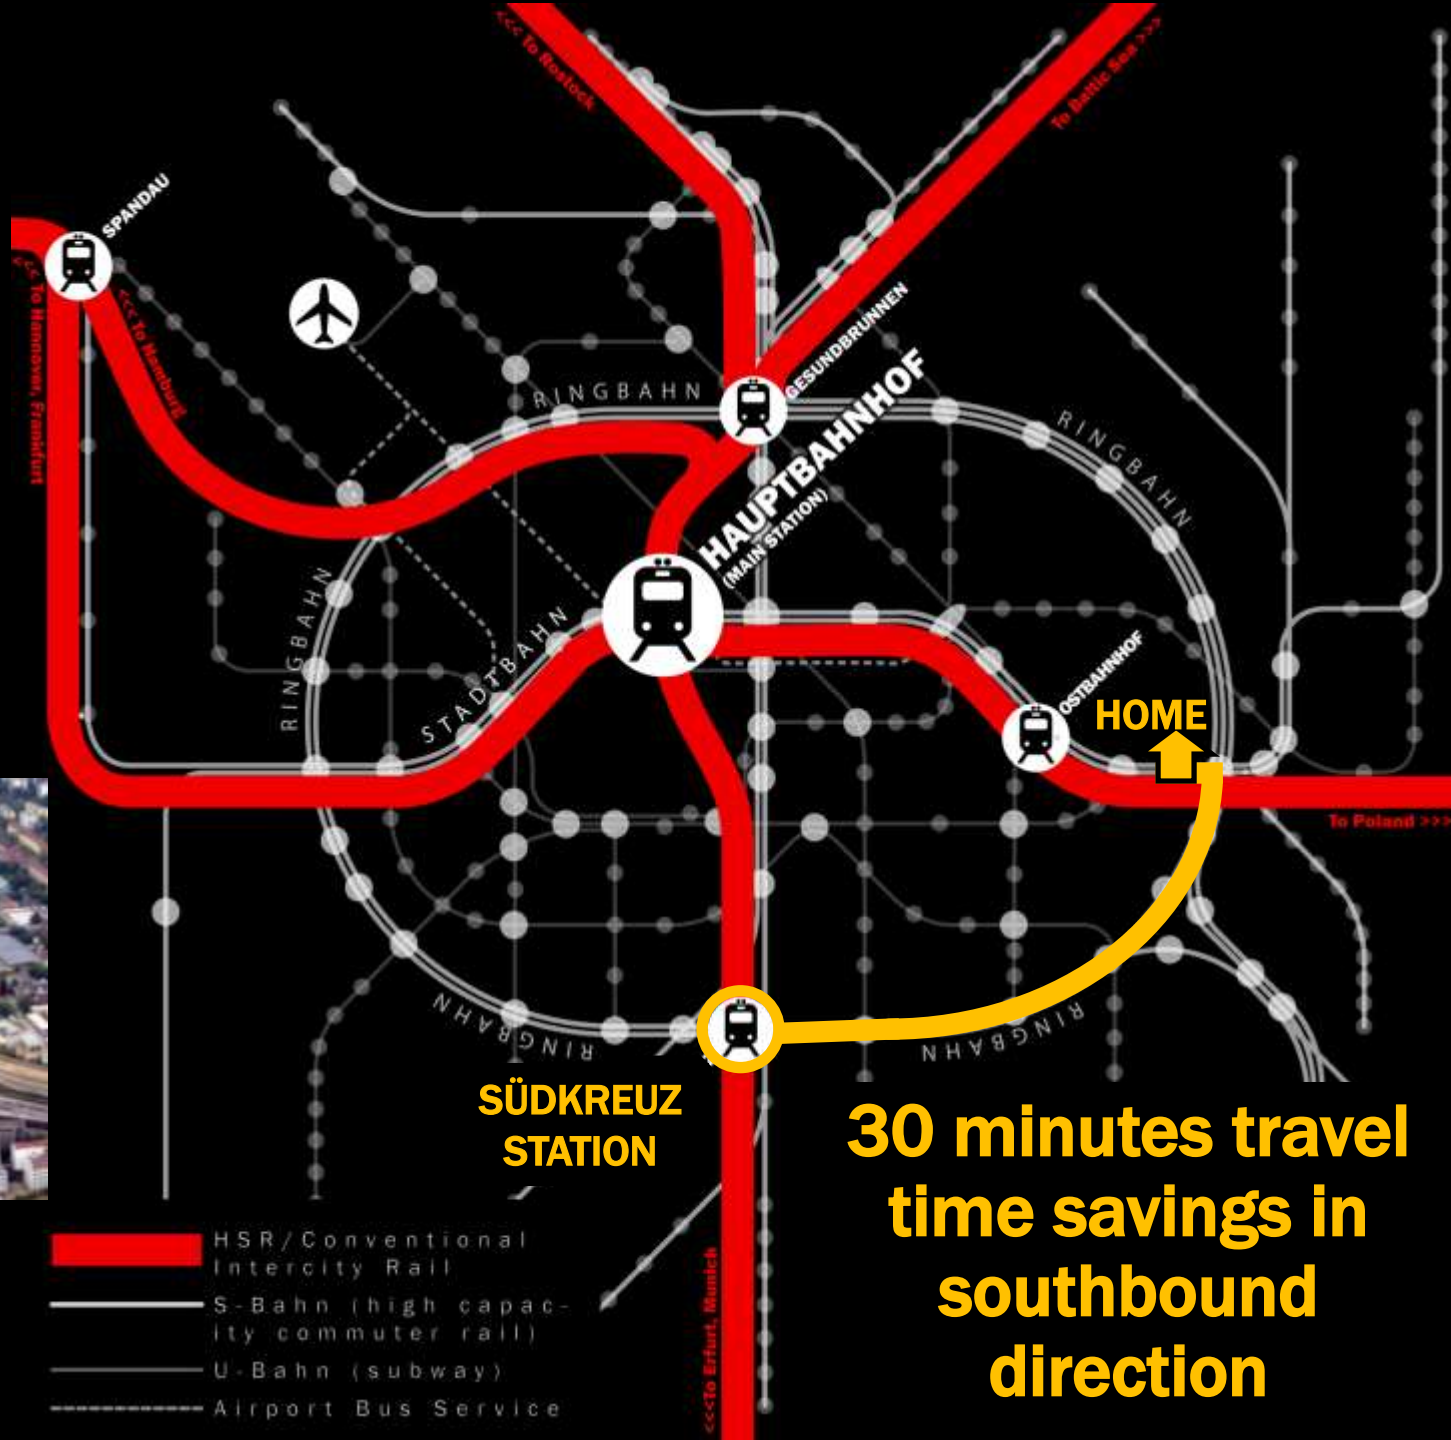 <<< To Rostock
To Baltic Sea >>>
SPANDAU
<<< To Hannover, Frankfurt
<<< To Hamburg
GESUNDBRUNNEN
RINGBAHN
RINGBAHN
HAUPTBAHNHOF
(MAIN STATION)
RINGBAHN
STADTBAHN
OSTBAHNHOF
HOME
To Poland >>>
RINGBAHN
RINGBAHN
SÜDKREUZ
STATION
30 minutes travel
time savings in
southbound
direction
<<<To Erfurt, Munich
HSR/Conventional
Intercity Rail
S-Bahn (high capac-
ity commuter rail)
U-Bahn (subway)
Airport Bus Service